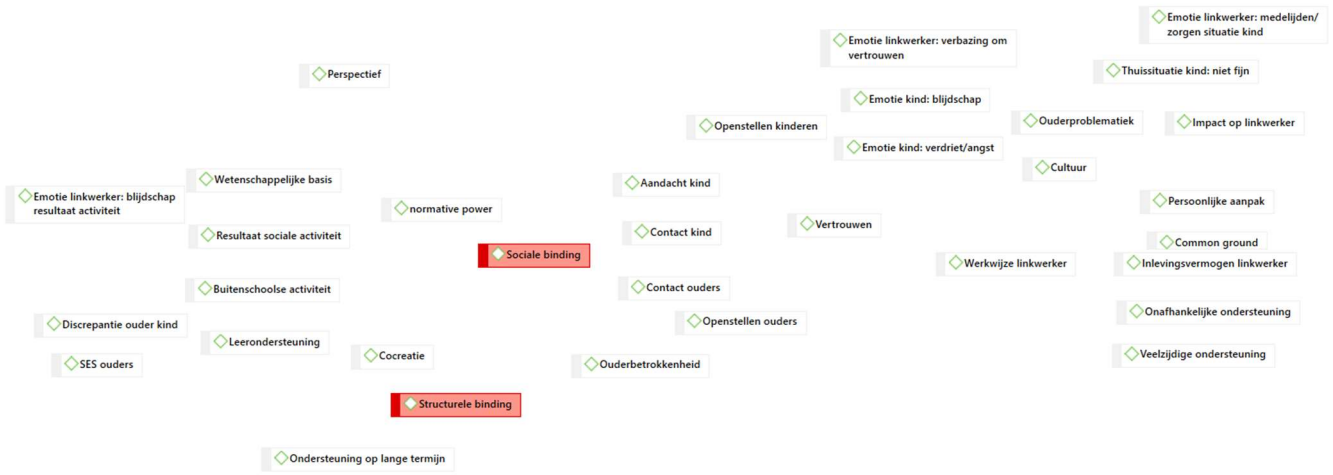 Emotie linkwerker: medelijden/
zorgen situatie kind
Emotie linkwerker: verbazing om
vertrouwen
Perspectief
Thuissituatie kind: niet fijn
Emotie kind: blijdschap
Openstellen kinderen
Ouderproblematiek
Impact op linkwerker
Emotie kind: verdriet/angst
Cultuur
Wetenschappelijke basis
Aandacht kind
Emotie linkwerker: blijdschap
resultaat activiteit
normative power
Persoonlijke aanpak
Vertrouwen
Contact kind
Resultaat sociale activiteit
Common ground
Sociale binding
Werkwijze linkwerker
Inlevingsvermogen linkwerker
Buitenschoolse activiteit
Contact ouders
Onafhankelijke ondersteuning
Openstellen ouders
Discrepantie ouder kind
Leerondersteuning
Cocreatie
Veelzijdige ondersteuning
SES ouders
Ouderbetrokkenheid
Structurele binding
Ondersteuning op lange termijn